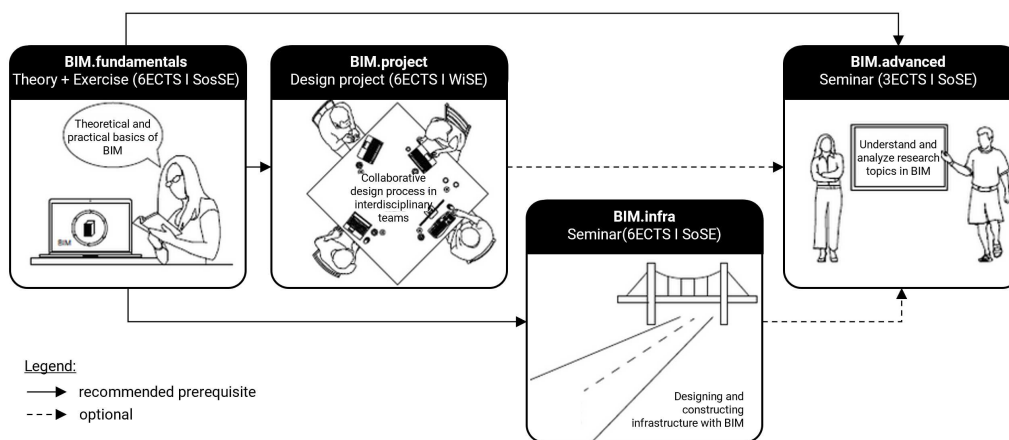 BIM.fundamentals
Theory + Exercise (6ECTS I SosSE)
Theoretical and
practical basics of
BIM
BIM
BIM.project
Design project (6ECTS I WiSE)
Collaborative
design process in
interdisciplinary
teams
BIM.advanced
Seminar (3ECTS I SoSE)
Understand and
analyze research
topics in BIM
BIM.infra
Seminar(6ECTS I SoSE)
Designing and
constructing
infrastructure with BIM
Legend:
recommended prerequisite
optional